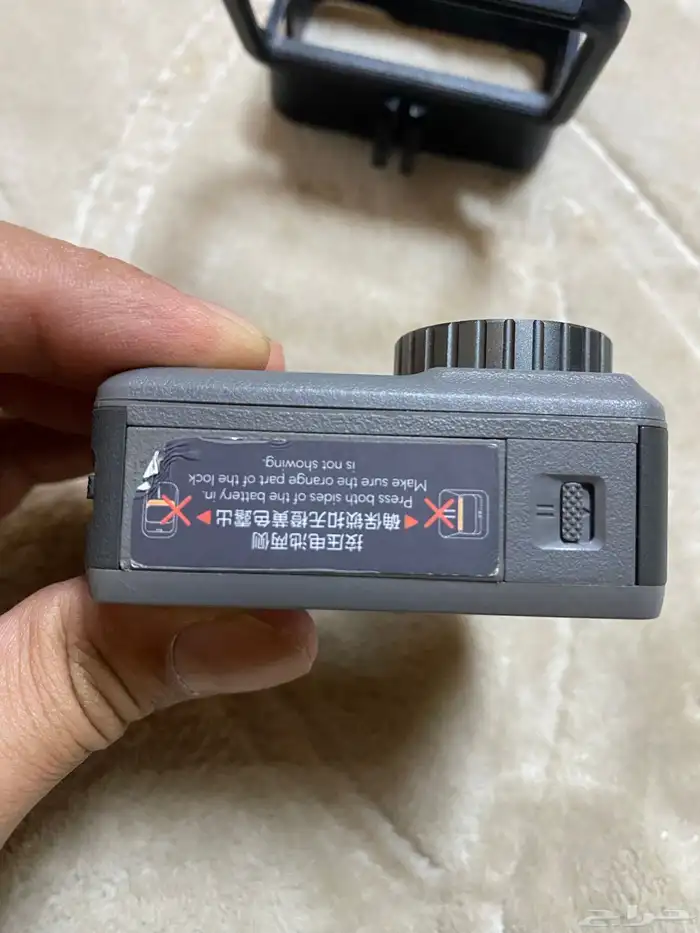 按压电池两侧
▶确保锁扣无橙黄色露出◀
Press both sides of the battery in.
Make sure the orange part of the lock
is not showing.
حراج